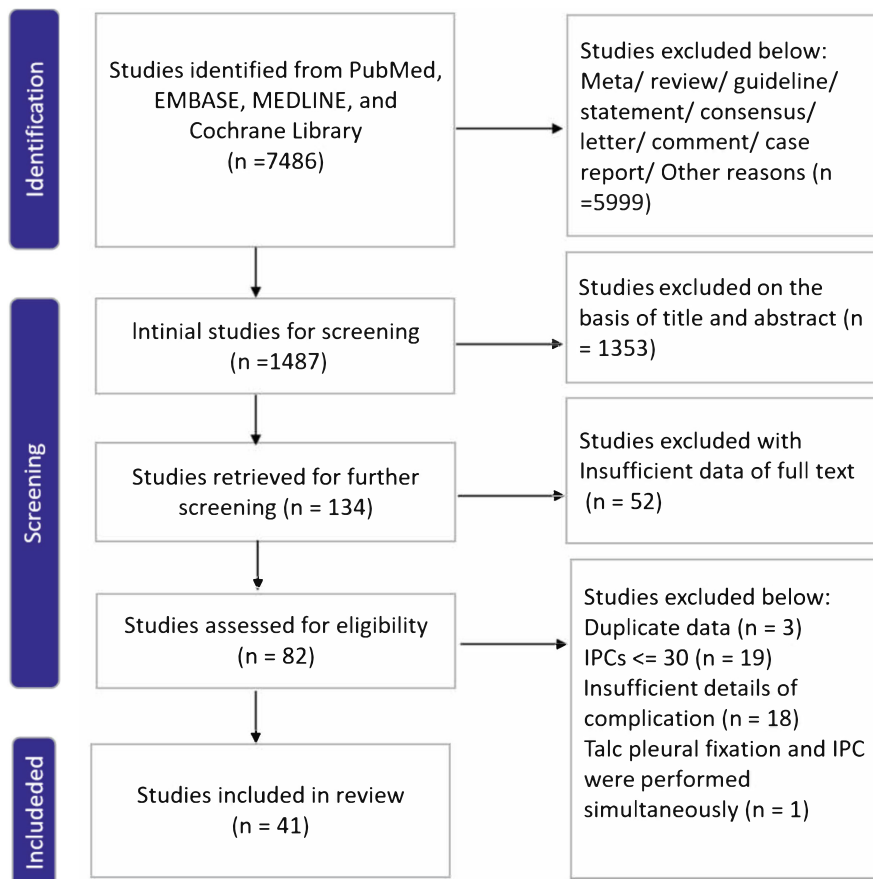 Identification
Studies identified from PubMed,
EMBASE, MEDLINE, and
Cochrane Library
(n =7486)
Studies excluded below:
Meta/ review/ guideline/
statement/ consensus/
letter/ comment/ case
report/ Other reasons (n
=5999)
Screening
Intinial studies for screening
(n =1487)
Studies excluded on the
basis of title and abstract (n
= 1353)
Studies retrieved for further
screening (n = 134)
Studies excluded with
Insufficient data of full text
(n = 52)
Studies assessed for eligibility
(n = 82)
Studies excluded below:
Duplicate data (n = 3)
IPCs <= 30 (n = 19)
Insufficient details of
complication (n = 18)
Talc pleural fixation and IPC
were performed
simultaneously (n = 1)
Includeded
Studies included in review
(n = 41)